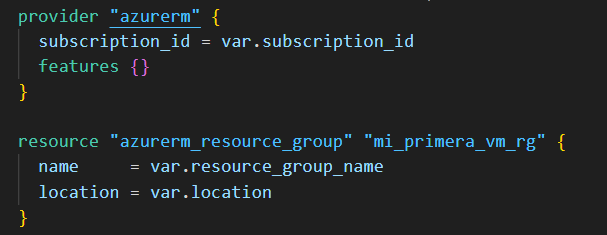 provider "azurerm" {
  subscription_id = var.subscription_id
  features {}
}
resource "azurerm_resource_group" "mi_primera_vm_rg" {
  name     = var.resource_group_name
  location = var.location
}